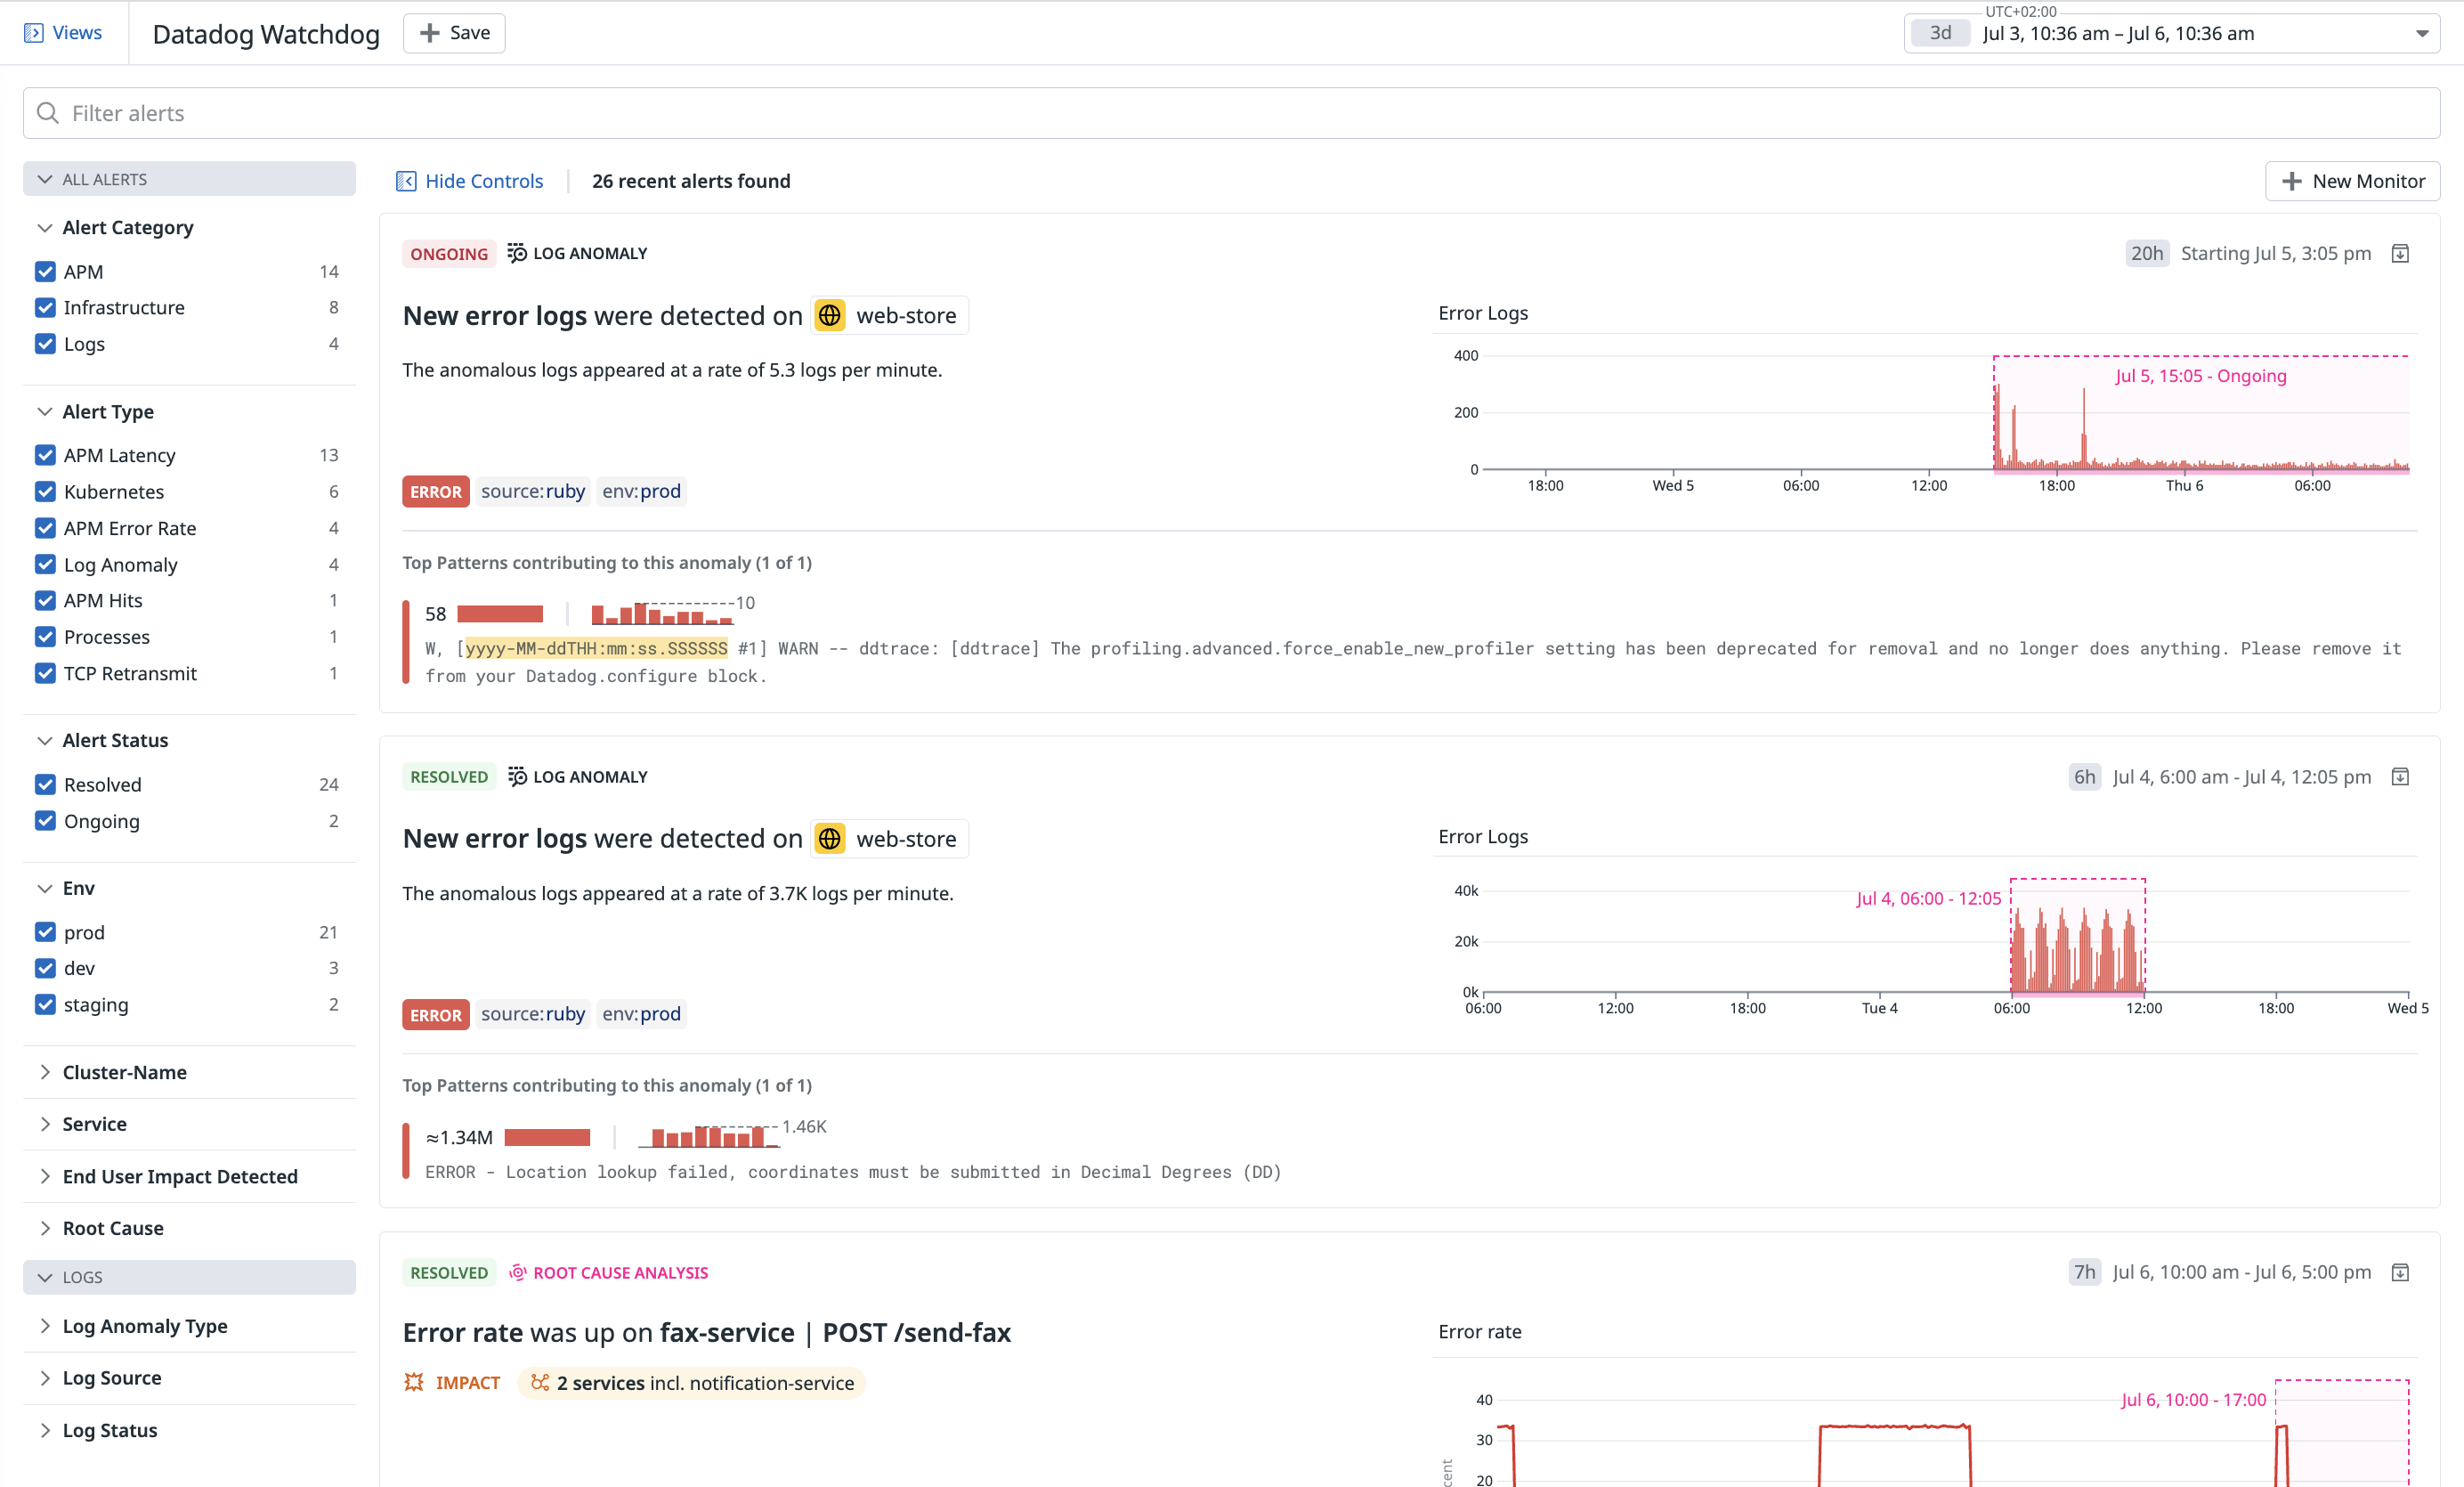 Views
Datadog Watchdog
Save
UTC+02:00
3d Jul 3, 10:36 am – Jul 6, 10:36 am
Filter alerts
ALL ALERTS
Alert Category
APM 14
Infrastructure 8
Logs 4
Alert Type
APM Latency 13
Kubernetes 6
APM Error Rate 4
Log Anomaly 4
APM Hits 1
Processes 1
TCP Retransmit 1
Alert Status
Resolved 24
Ongoing 2
Env
prod 21
dev 3
staging 2
Cluster-Name
Service
End User Impact Detected
Root Cause
LOGS
Log Anomaly Type
Log Source
Log Status
Hide Controls
26 recent alerts found
New Monitor
ONGOING LOG ANOMALY
20h Starting Jul 5, 3:05 pm
New error logs were detected on web-store
The anomalous logs appeared at a rate of 5.3 logs per minute.
ERROR source:ruby env:prod
Error Logs
400
200
0
Jul 5, 15:05 - Ongoing
18:00 Wed 5 06:00 12:00 18:00 Thu 6 06:00
Top Patterns contributing to this anomaly (1 of 1)
58
10
W, [yyyy-MM-ddTHH:mm:ss.SSSSSS #1] WARN -- ddtrace: [ddtrace] The profiling.advanced.force_enable_new_profiler setting has been deprecated for removal and no longer does anything. Please remove it
from your Datadog.configure block.
RESOLVED LOG ANOMALY
6h Jul 4, 6:00 am - Jul 4, 12:05 pm
New error logs were detected on web-store
The anomalous logs appeared at a rate of 3.7K logs per minute.
ERROR source:ruby env:prod
Error Logs
40k
20k
0k
Jul 4, 06:00 - 12:05
06:00 12:00 18:00 Tue 4 06:00 12:00 18:00 Wed 5
Top Patterns contributing to this anomaly (1 of 1)
≈1.34M
1.46K
ERROR - Location lookup failed, coordinates must be submitted in Decimal Degrees (DD)
RESOLVED ROOT CAUSE ANALYSIS
7h Jul 6, 10:00 am - Jul 6, 5:00 pm
Error rate was up on fax-service | POST /send-fax
IMPACT 2 services incl. notification-service
Error rate
40
30
20
Jul 6, 10:00 - 17:00